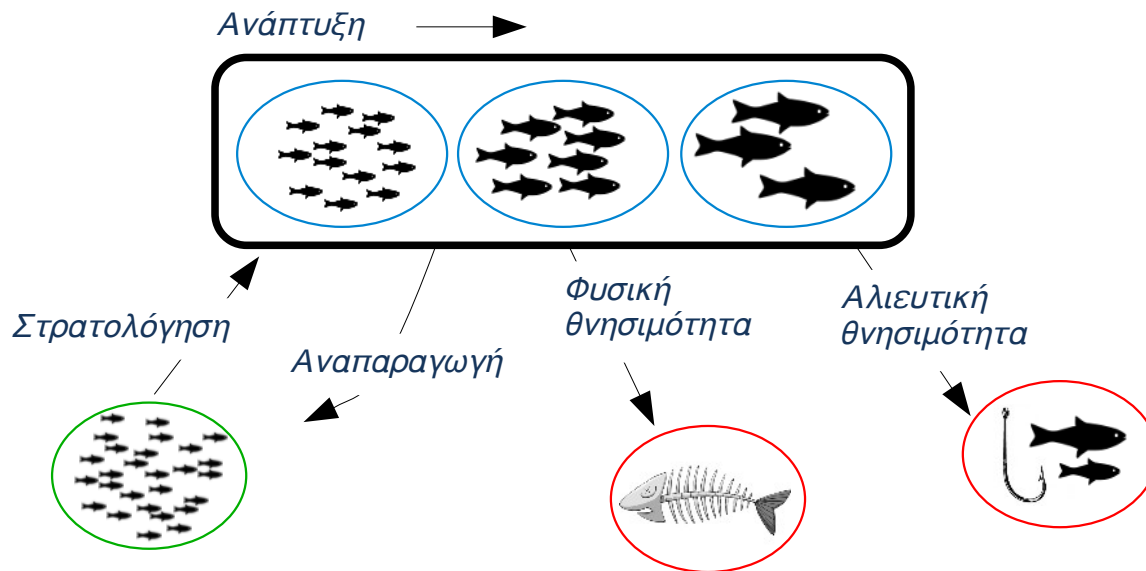 Ανάπτυξη
Στρατολόγηση
Αναπαραγωγή
Φυσική
θνησιμότητα
Αλιευτική
θνησιμότητα